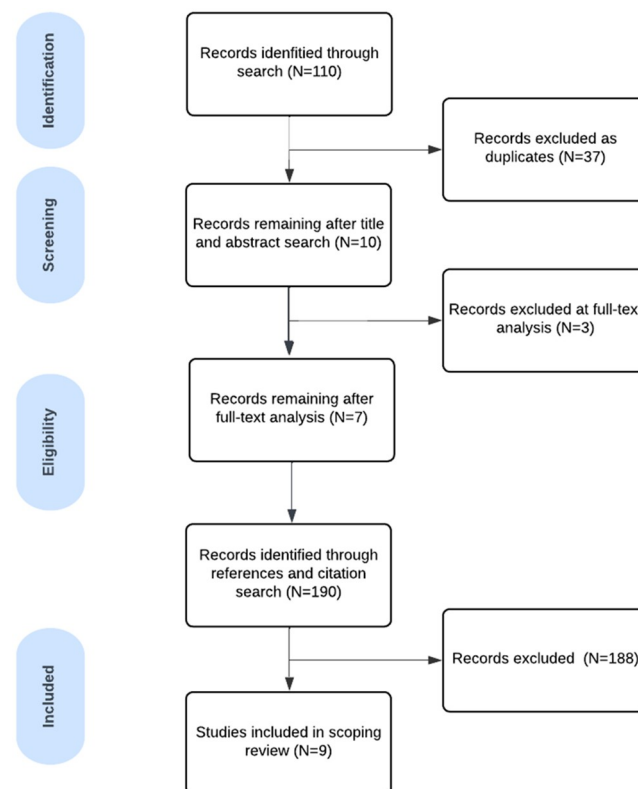 Identification
Records idenfitied through
search (N=110)
Records excluded as
duplicates (N=37)
Screening
Records remaining after title
and abstract search (N=10)
Records excluded at full-tex
analysis (N=3)
Eligibility
Records remaining after
full-text analysis (N=7)
Records identified through
references and citation
search (N=190)
Included
Records excluded (N=188)
Studies included in scoping
review (N=9)